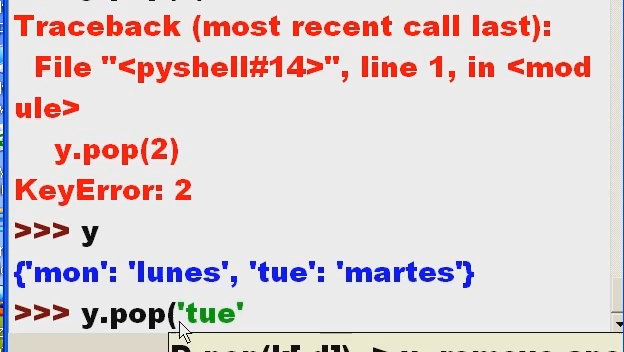 Traceback (most recent call last):
  File "<pyshell#14>", line 1, in <mod
ule>
    y.pop(2)
KeyError: 2
>>> y
{'mon': 'lunes', 'tue': 'martes'}
>>> y.pop('tue'